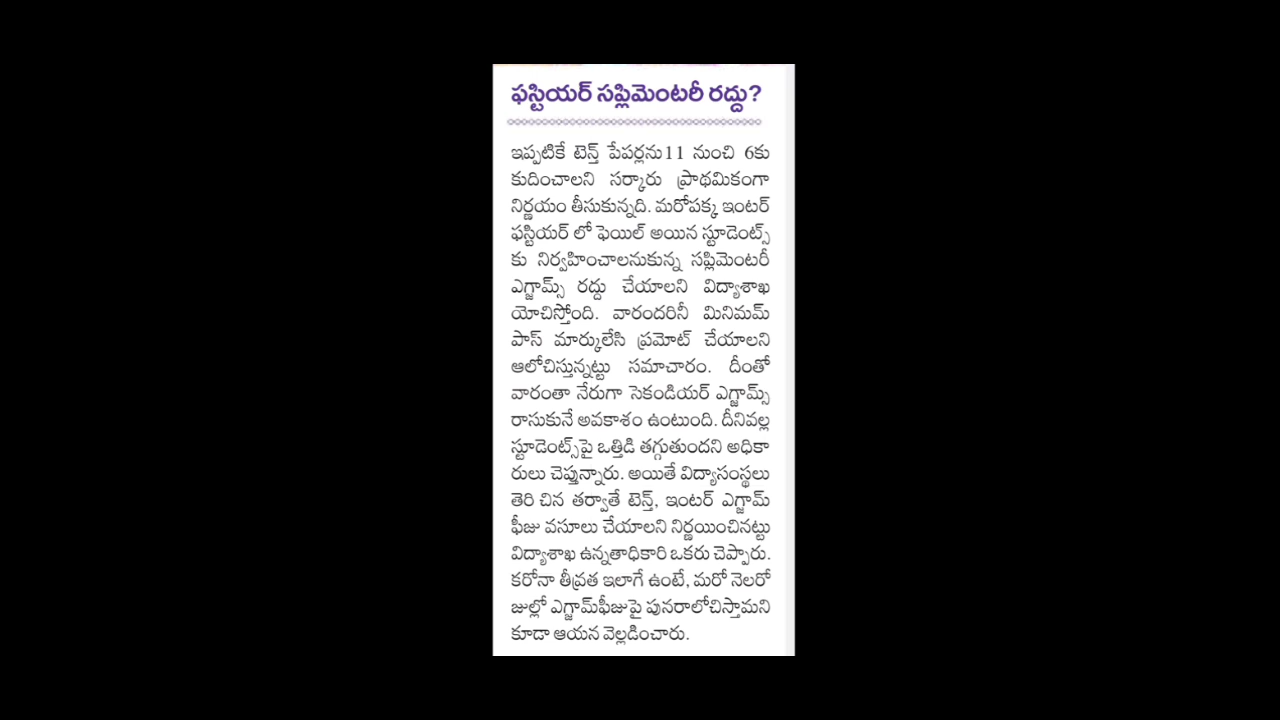 ఫస్టియర్ సప్లిమెంటరీ రద్దు?
ఇప్పటికే టెన్త్ పేపర్లను11 నుంచి 6కు
కుదించాలని సర్కారు ప్రాథమికంగా
నిర్ణయం తీసుకున్నది. మరోపక్క ఇంటర్
ఫస్టియర్ లో ఫెయిల్ అయిన స్టూడెంట్స్
కు నిర్వహించాలనుకున్న సప్లిమెంటరీ
ఎగ్జామ్స్ రద్దు చేయాలని విద్యాశాఖ
యోచిస్తోంది. వారందరినీ మినిమమ్
పాస్ మార్కులేసి ప్రమోట్ చేయాలని
ఆలోచిస్తున్నట్టు సమాచారం. దీంతో
వారంతా నేరుగా సెకండియర్ ఎగ్జామ్స్
రాసుకునే అవకాశం ఉంటుంది. దీనివల్ల
స్టూడెంట్స్‌పై ఒత్తిడి తగ్గుతుందని అధికా
రులు చెప్తున్నారు. అయితే విద్యాసంస్థలు
తెరి చిన తర్వాతే టెన్త్, ఇంటర్ ఎగ్జామ్
ఫీజు వసూలు చేయాలని నిర్ణయించినట్టు
విద్యాశాఖ ఉన్నతాధికారి ఒకరు చెప్పారు.
కరోనా తీవ్రత ఇలాగే ఉంటే, మరో నెలరో
జుల్లో ఎగ్జామ్‌ఫీజుపై పునరాలోచిస్తామని
కూడా ఆయన వెల్లడించారు.